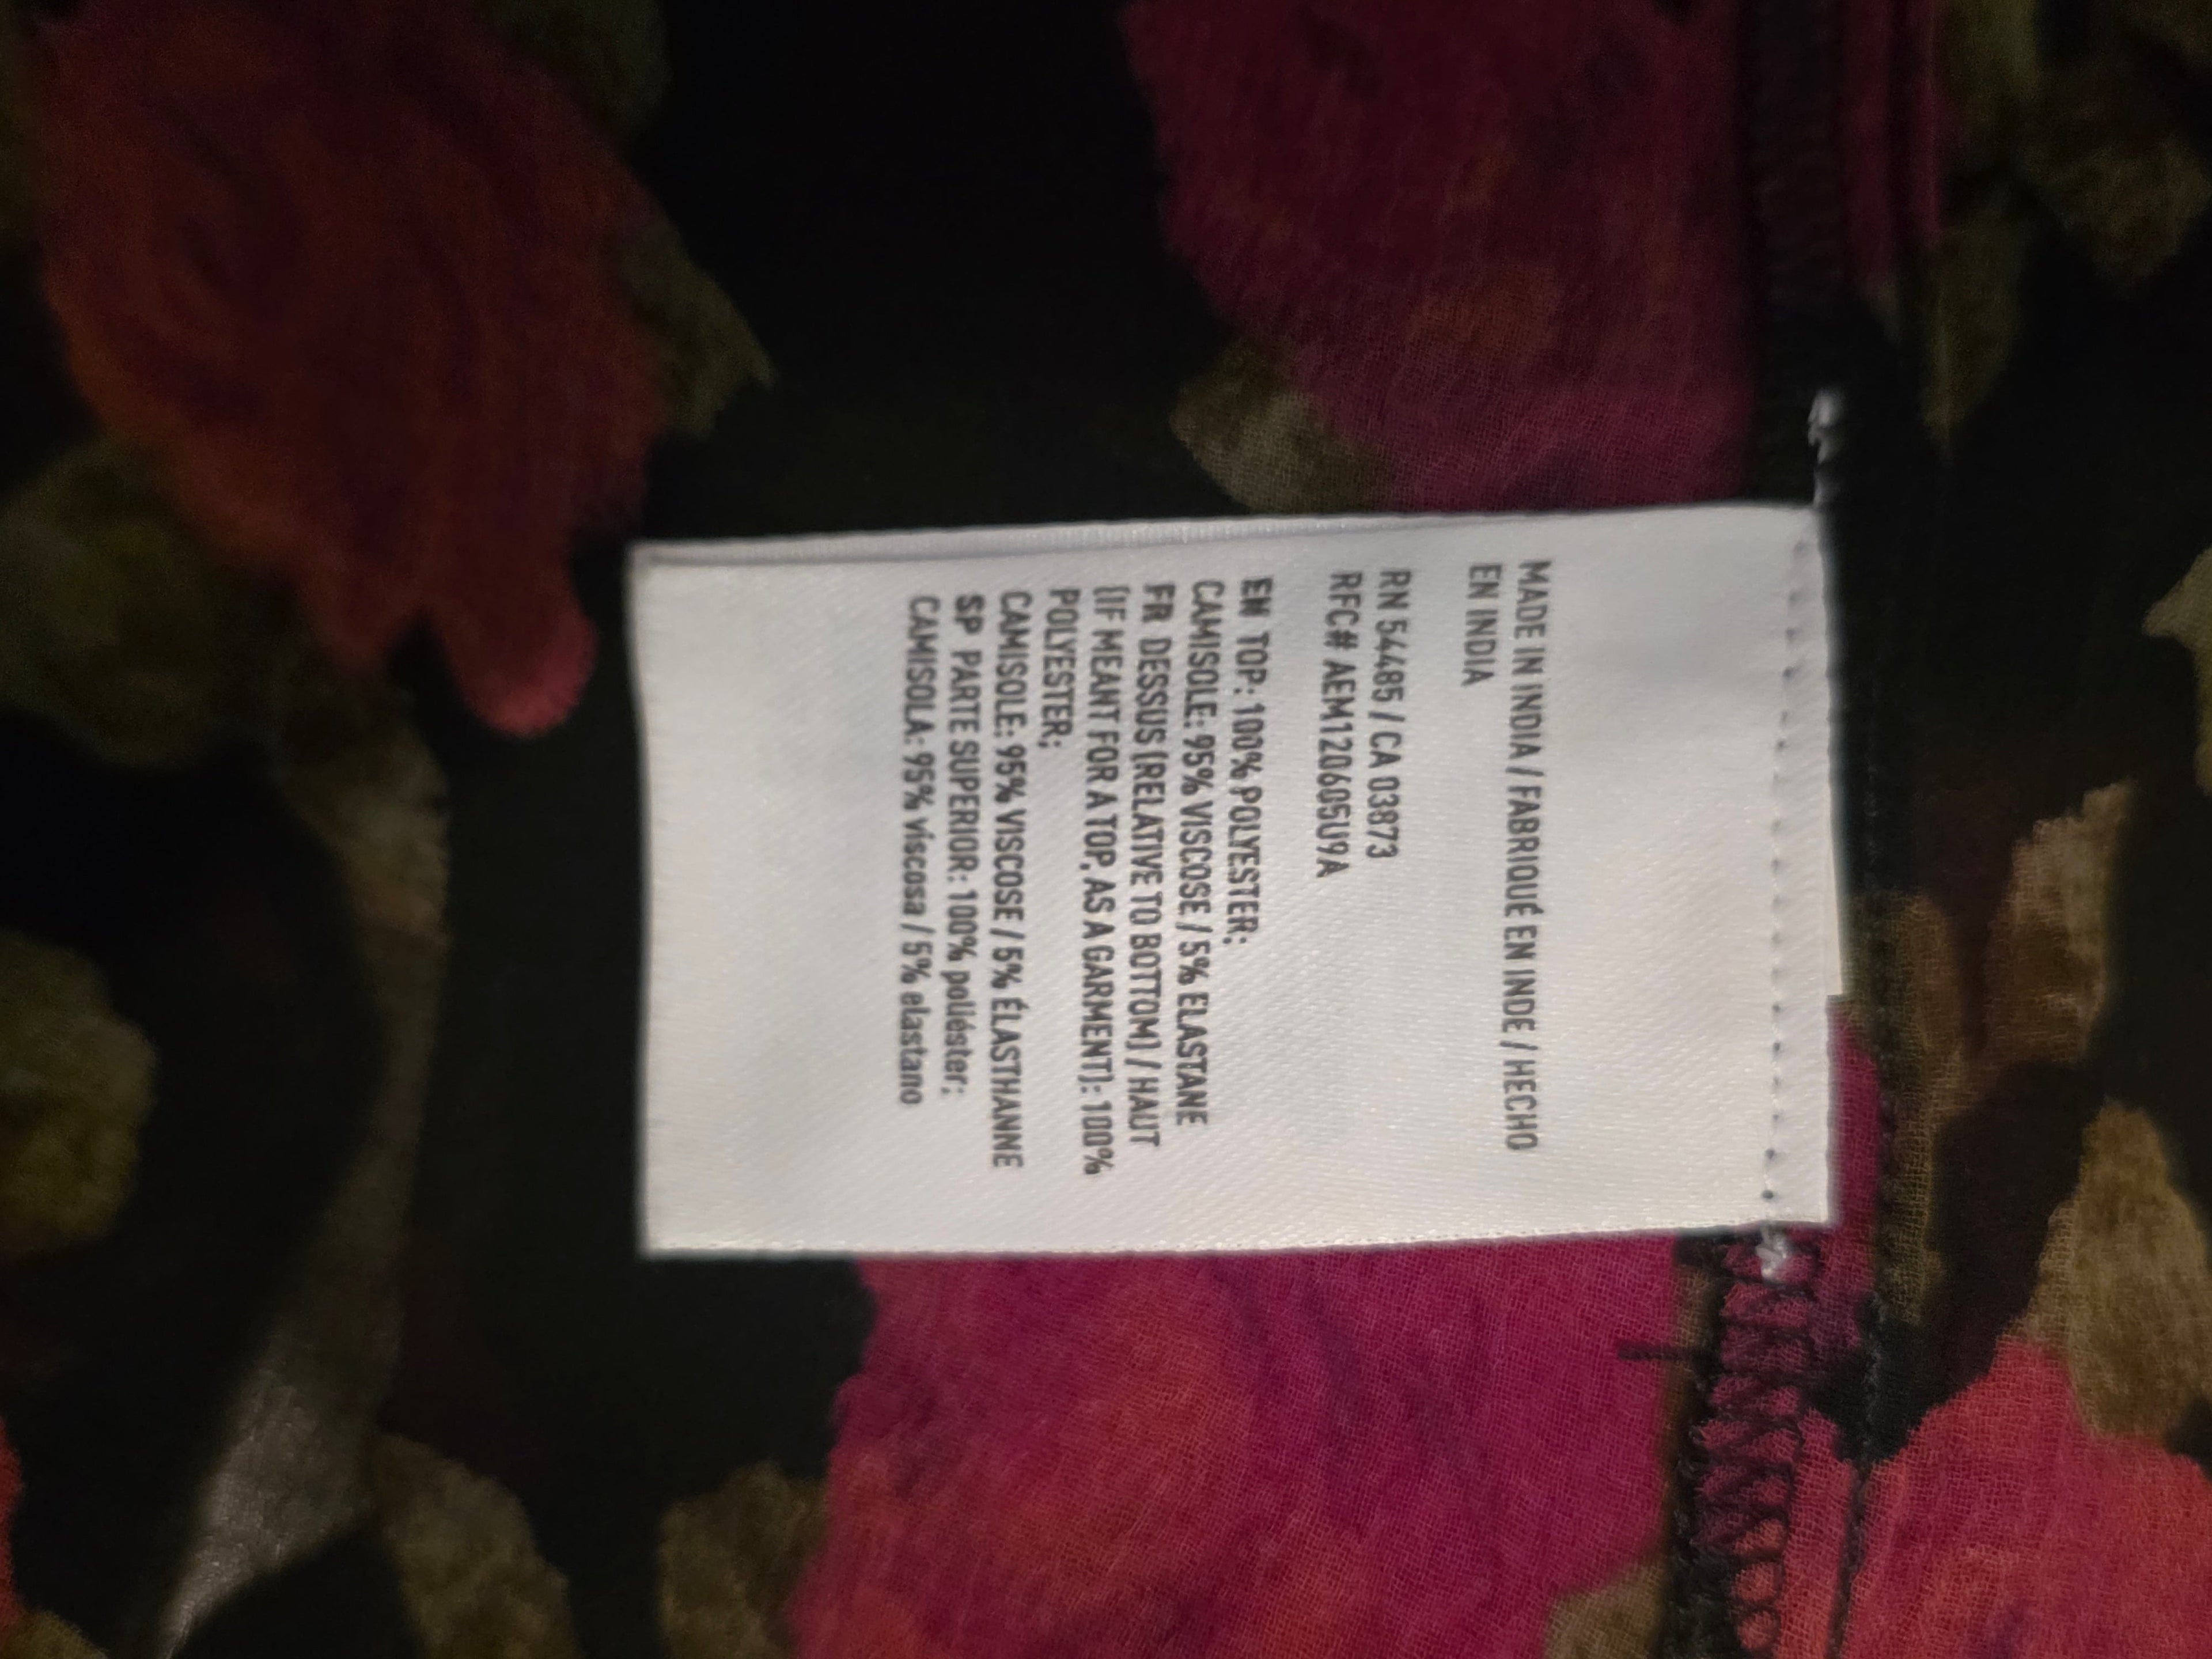 MADE IN INDIA / FABRIQUÉ EN INDE / HECHO
EN INDIA
RN 54485 / CA 03873
RFC# AEM120605U9A
EN TOP: 100% POLYESTER;
CAMISOLE: 95% VISCOSE / 5% ELASTANE
FR DESSUS (RELATIVE TO BOTTOM) / HAUT
(IF MEANT FOR A TOP, AS A GARMENT): 100%
POLYESTER;
CAMISOLE: 95% VISCOSE / 5% ÉLASTHANNE
SP PARTE SUPERIOR: 100% poliéster;
CAMISOLA: 95% viscosa / 5% elastano